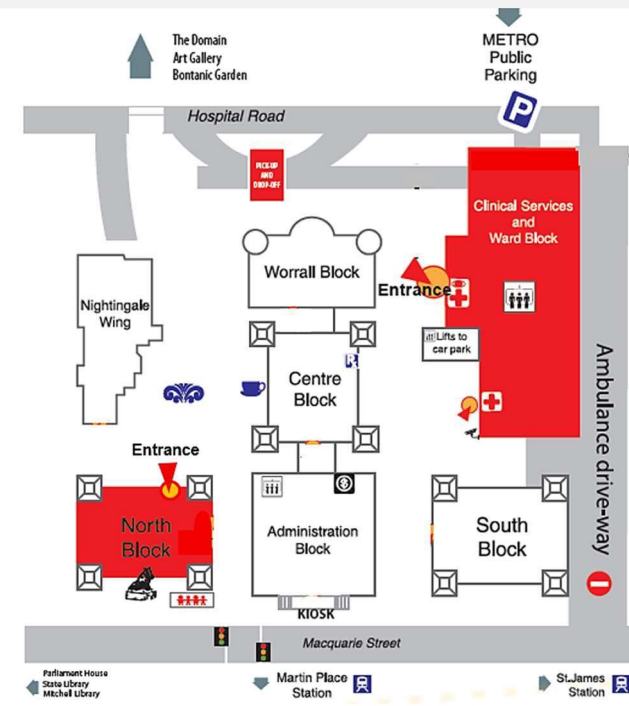 The Domain
Art Gallery
Bontanic Garden
METRO
Public
Parking
P
Hospital Road
PICK-UP
AND
DROP-OFF
Clinical Services
and
Ward Block
Worrall Block
Entrance
Nightingale
Wing
Lifts to
car park
Centre
Block
Ambulance drive-way
Entrance
North
Block
Administration
Block
South
Block
KIOSK
Macquarie Street
Parliament House
State Library
Mitchell Library
Martin Place
Station
St.James
Station